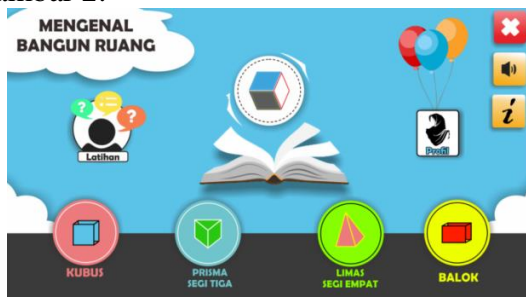 MENGENAL
BANGUN RUANG
Latihan
Profil
i
KUBUS
PRISMA
SEGI TIGA
LIMAS
SEGI EMPAT
BALOK